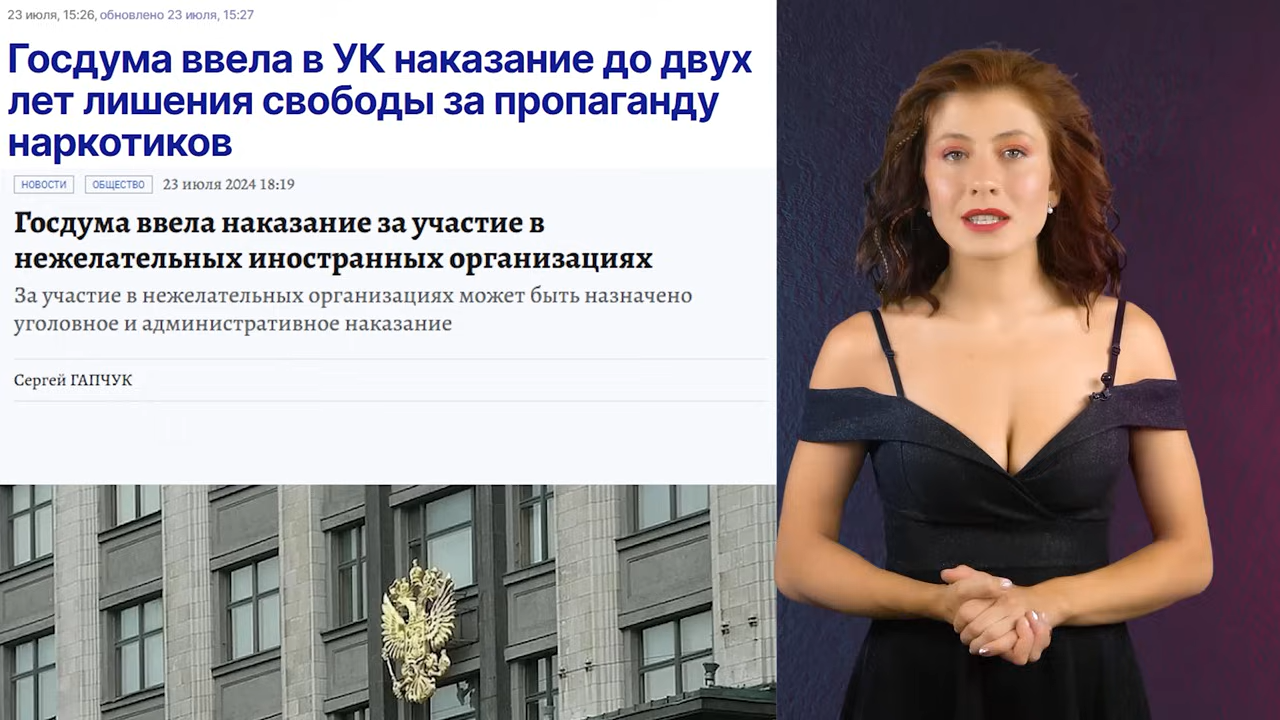 23 июля, 15:26, обновлено 23 июля, 15:27
Госдума ввела в УК наказание до двух
лет лишения свободы за пропаганду
наркотиков
НОВОСТИ ОБЩЕСТВО 23 июля 2024 18:19
Госдума ввела наказание за участие в
нежелательных иностранных организациях
За участие в нежелательных организациях может быть назначено
уголовное и административное наказание
Сергей ГАПЧУК